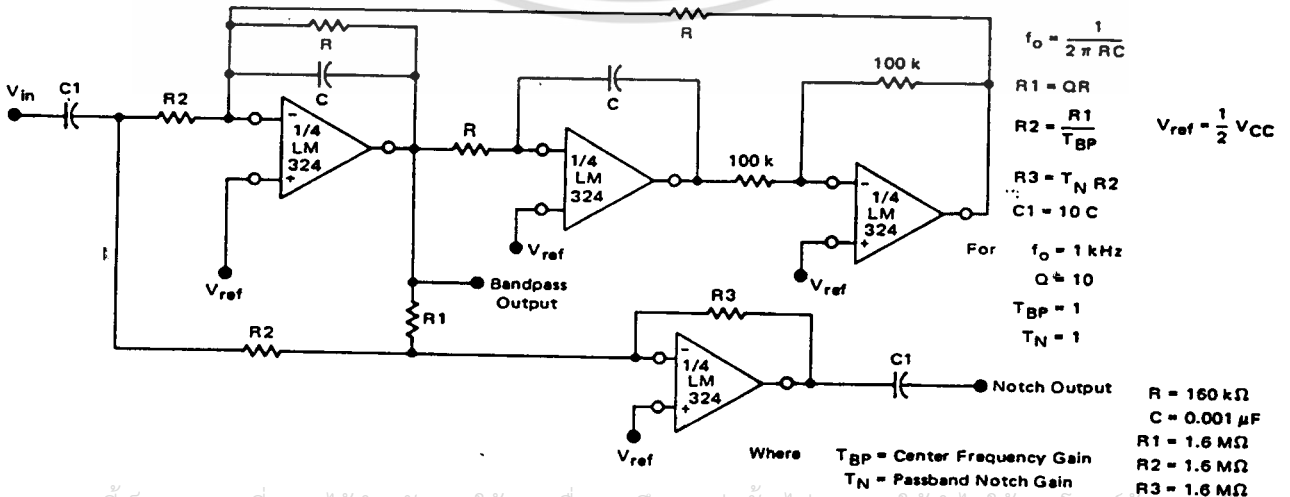 R
R
C
Vin
C1
R2
1/4
LM
324
Vref
R
C
1/4
LM
324
Vref
100 k
100 k
1/4
LM
324
Vref
Bandpass
Output
R1
R2
R3
1/4
LM
324
Vref
C1
Notch Output
fo = 1 / 2 π RC
R1 = QR
R2 = R1 / TBP
R3 = TN R2
C1 = 10 C
Vref = 1/2 VCC
For fo = 1 kHz
Q = 10
TBP = 1
TN = 1
Where TBP = Center Frequency Gain
TN = Passband Notch Gain
R = 160 kΩ
C = 0.001 μF
R1 = 1.6 MΩ
R2 = 1.6 MΩ
R3 = 1.6 MΩ